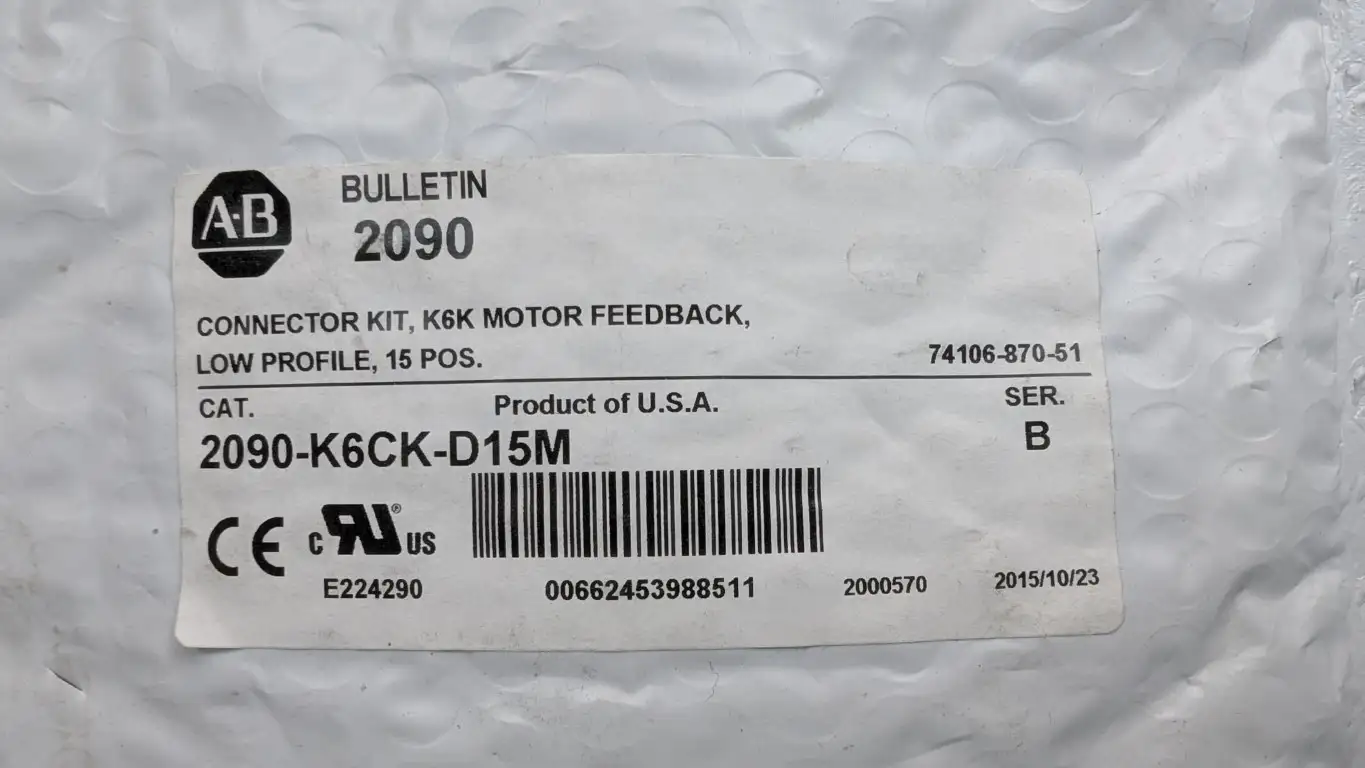 A-B
BULLETIN
2090
CONNECTOR KIT, K6K MOTOR FEEDBACK,
LOW PROFILE, 15 POS.
74106-870-51
CAT.
Product of U.S.A.
SER.
2090-K6CK-D15M
B
CE
c RU® US
E224290
00662453988511
2000570
2015/10/23